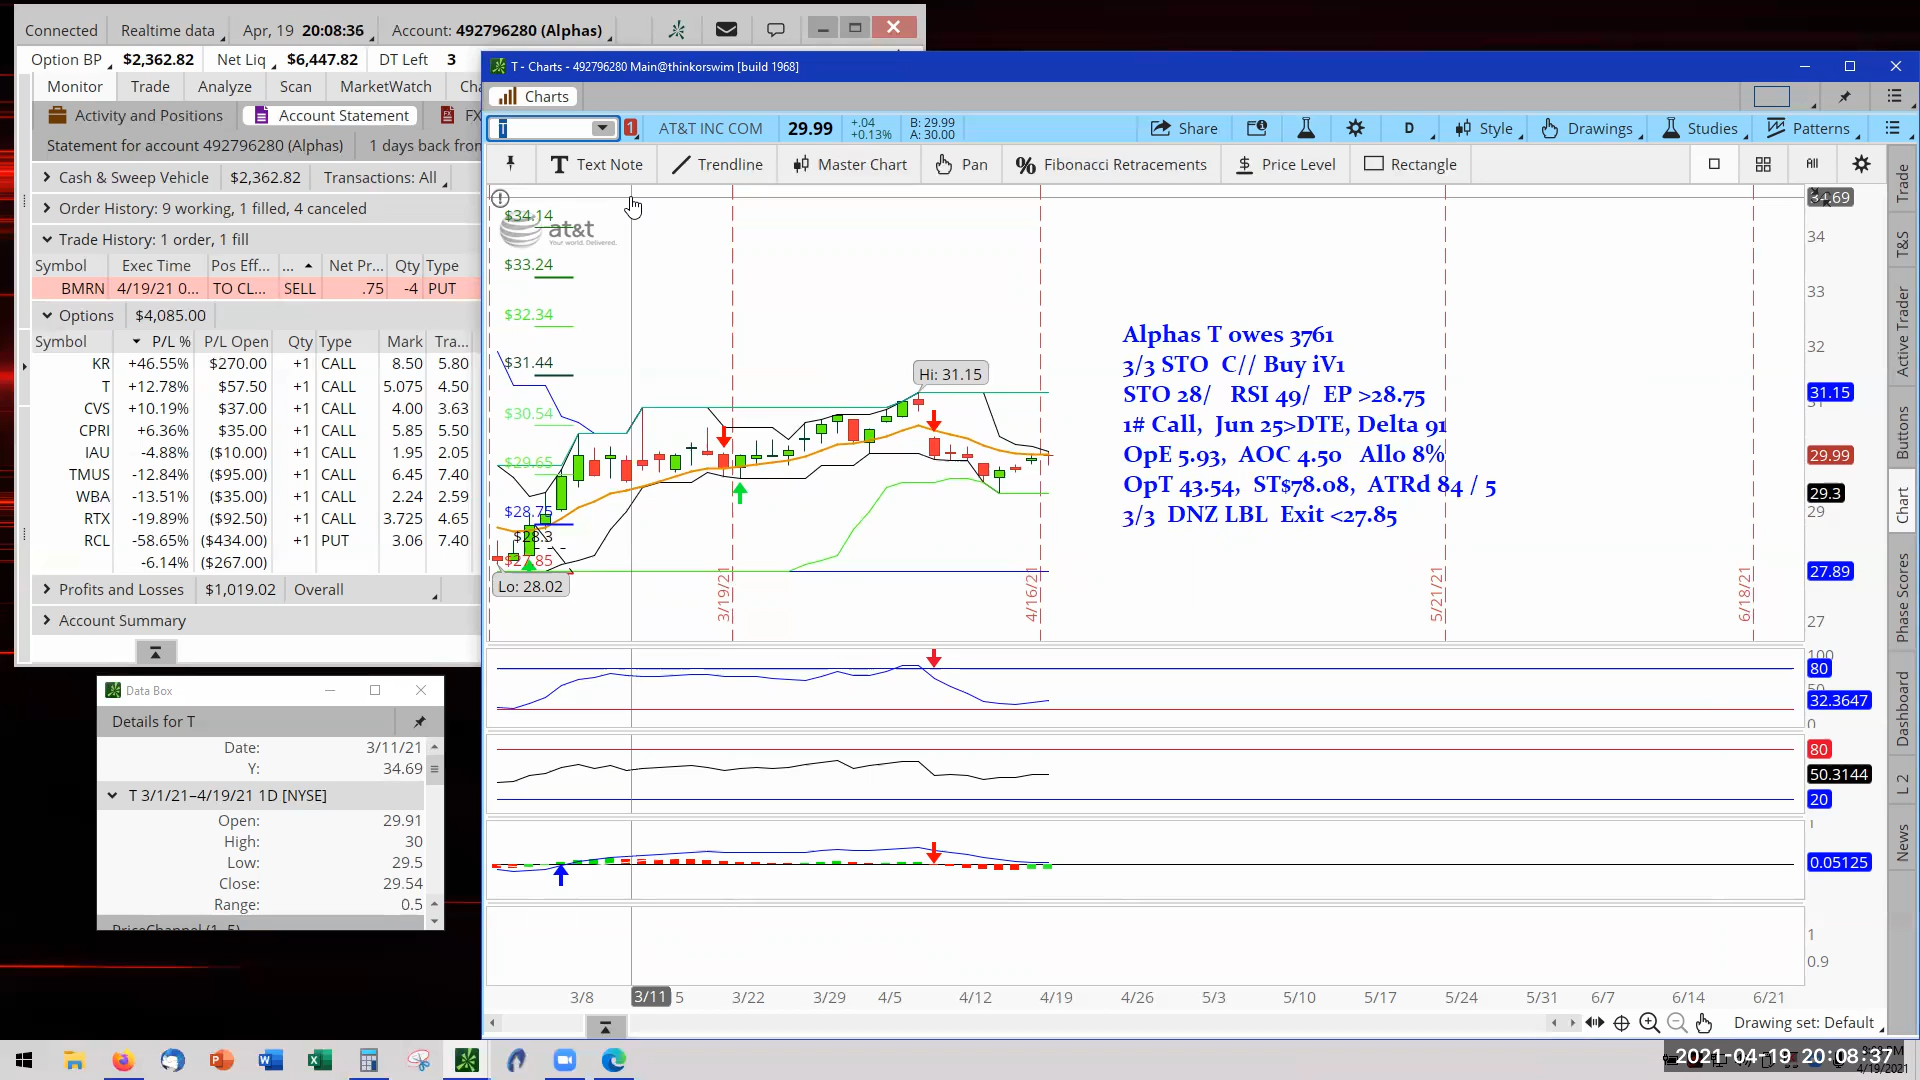 Connected Realtime data Apr, 19 20:08:36 Account: 492796280 (Alphas)
Option BP $2,362.82 Net Liq $6,447.82 DT Left 3
Monitor Trade Analyze Scan MarketWatch
Activity and Positions Account Statement FX
Statement for account 492796280 (Alphas) 1 days back from
Cash & Sweep Vehicle $2,362.82 Transactions: All
Order History: 9 working, 1 filled, 4 canceled
Trade History: 1 order, 1 fill
Symbol Exec Time Pos Eff... ... Net Pr... Qty Type
BMRN 4/19/21 0... TO CL... SELL .75 -4 PUT
Options $4,085.00
Symbol P/L % P/L Open Qty Type Mark Tra...
KR +46.55% $270.00 +1 CALL 8.50 5.80
T +12.78% $57.50 +1 CALL 5.075 4.50
CVS +10.19% $37.00 +1 CALL 4.00 3.63
CPRI +6.36% $35.00 +1 CALL 5.85 5.50
IAU -4.88% ($10.00) +1 CALL 1.95 2.05
TMUS -12.84% ($95.00) +1 CALL 6.45 7.40
WBA -13.51% ($35.00) +1 CALL 2.24 2.59
RTX -19.89% ($92.50) +1 CALL 3.725 4.65
RCL -58.65% ($434.00) +1 PUT 3.06 7.40
-6.14% ($267.00)
Profits and Losses $1,019.02 Overall
Account Summary
Data Box
Details for T
Date: 3/11/21
Y: 34.69
T 3/1/21–4/19/21 1D [NYSE]
Open: 29.91
High: 30
Low: 29.5
Close: 29.54
Range: 0.5
T - Charts - 492796280 Main@thinkorswim [build 1968]
Charts
T 1 AT&T INC COM 29.99 +.04 +0.13% B: 29.99 A: 30.00 Share D Style Drawings Studies Patterns
Text Note Trendline Master Chart Pan Fibonacci Retracements Price Level Rectangle All
$34.14
at&t
Your world. Delivered.
$33.24
$32.34
$31.44
$30.54
$29.65
$28.75
$28.3
$27.85
Hi: 31.15
Lo: 28.02
Alphas T owes 3761
3/3 STO C// Buy iV1
STO 28/ RSI 49/ EP >28.75
1# Call, Jun 25>DTE, Delta 91
OpE 5.93, AOC 4.50 Allo 8%
OpT 43.54, ST$78.08, ATRd 84 / 5
3/3 DNZ LBL Exit <27.85
3/19/21
4/16/21
5/21/21
6/18/21
34.69
34
33
32
31.15
29.99
29.3
29
27.89
27
100
80
32.3647
0
80
50.3144
20
1
0.05125
1
0.9
3/8 3/11 5 3/22 3/29 4/5 4/12 4/19 4/26 5/3 5/10 5/17 5/24 5/31 6/7 6/14 6/21
Drawing set: Default
Trade
T&S
Active Trader
Buttons
Chart
Phase Scores
Dashboard
L 2
News
2021-04-19 20:08:37
4/19/2021